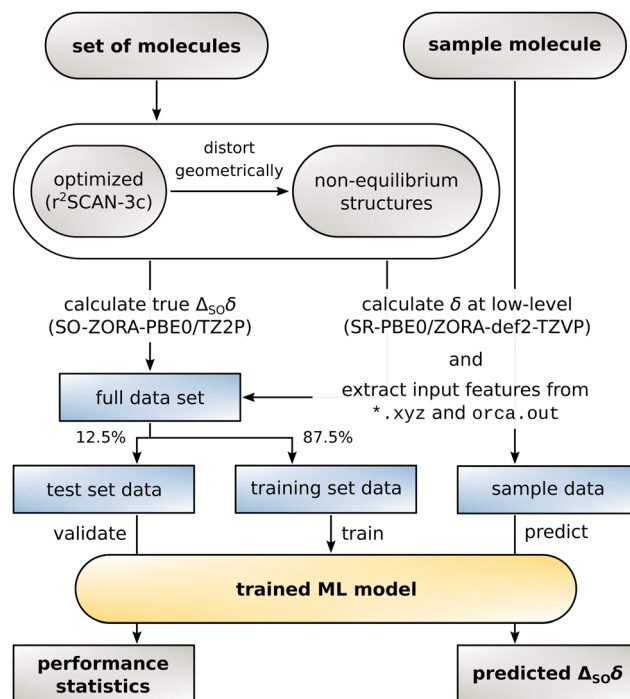 set of molecules
sample molecule
distort
geometrically
optimized
(r²SCAN-3c)
non-equilibrium
structures
calculate true Δ_SOδ
(SO-ZORA-PBE0/TZ2P)
calculate δ at low-level
(SR-PBE0/ZORA-def2-TZVP)
and
extract input features from
*.xyz and orca.out
full data set
12.5%
87.5%
test set data
training set data
sample data
validate
train
predict
trained ML model
performance
statistics
predicted Δ_SOδ